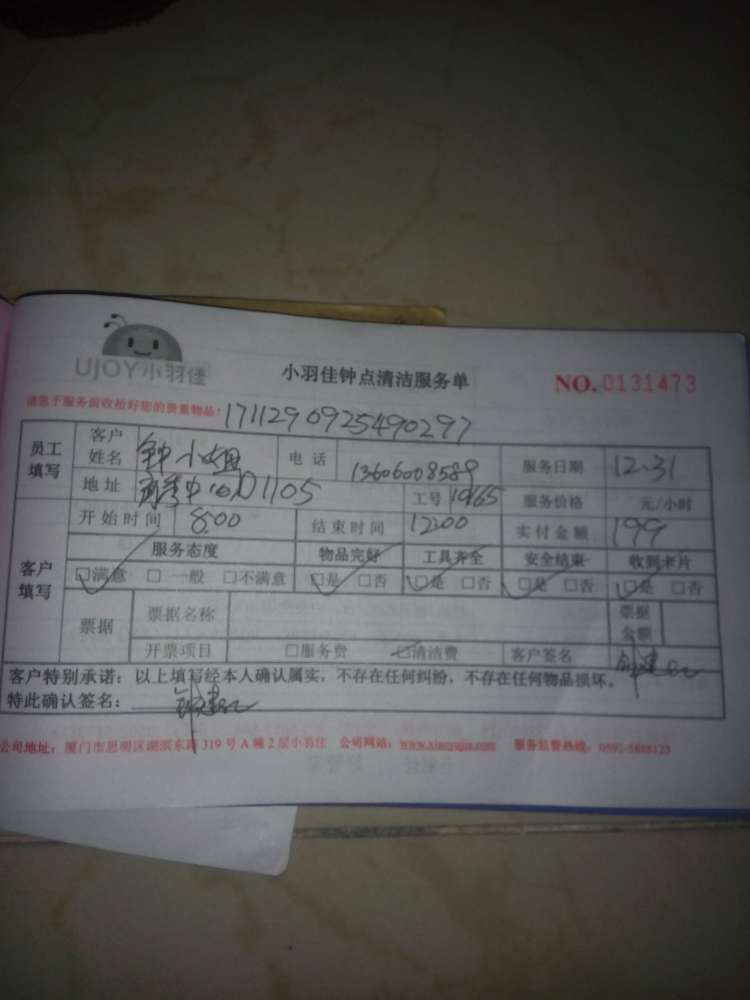 UJOY小羽佳
小羽佳钟点清洁服务单
NO.0131473
请您于服务前收拾好您的贵重物品：171129 0925490297
员工填写 客户姓名 钟小姐 电话 13606008589 服务日期 12.31
地址 D1105 工号 10165 服务价格 元/小时
客户填写 开始时间 8:00 结束时间 12:00 实付金额 199
服务态度 物品完好 工具齐全 安全结束 收到卡片
☑满意 □一般 □不满意 ☑是 □否 ☑是 □否 ☑是 □否 ☑是 □否
票据 票据名称 票据金额
开票项目 □服务费 ☑清洁费 客户签名
客户特别承诺：以上填写经本人确认属实，不存在任何纠纷，不存在任何物品损坏。
特此确认签名：
公司地址：厦门市思明区湖滨东路319号A幢2层小羽佳 公司网站： 服务监督热线：0592-5888123